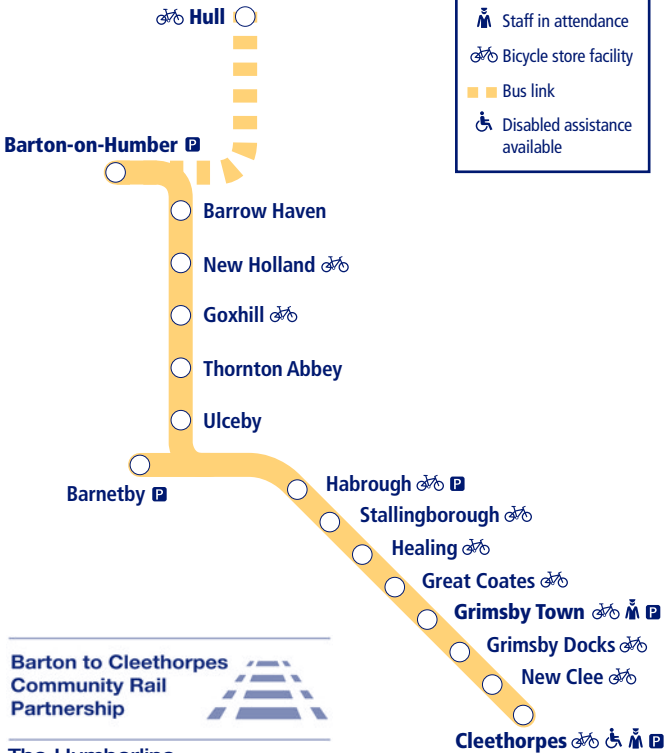 Hull
Staff in attendance
Bicycle store facility
Bus link
Disabled assistance
available
Barton-on-Humber P
Barrow Haven
New Holland
Goxhill
Thornton Abbey
Ulceby
Barnetby P
Habrough P
Stallingborough
Healing
Great Coates
Grimsby Town P
Grimsby Docks
New Clee
Cleethorpes P
Barton to Cleethorpes
Community Rail
Partnership
The Humberline